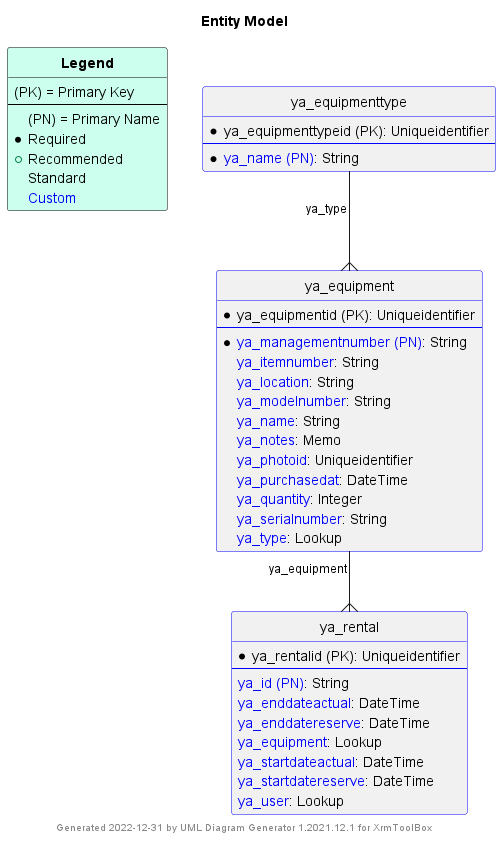 Entity Model
Legend
(PK) = Primary Key
(PN) = Primary Name
Required
Recommended
Standard
Custom
ya_equipmenttype
ya_equipmenttypeid (PK): Uniqueidentifier
ya_name (PN): String
ya_type
ya_equipment
ya_equipmentid (PK): Uniqueidentifier
ya_managementnumber (PN): String
ya_itemnumber: String
ya_location: String
ya_modelnumber: String
ya_name: String
ya_notes: Memo
ya_photoid: Uniqueidentifier
ya_purchasedat: DateTime
ya_quantity: Integer
ya_serialnumber: String
ya_type: Lookup
ya_equipment
ya_rental
ya_rentalid (PK): Uniqueidentifier
ya_id (PN): String
ya_enddateactual: DateTime
ya_enddatereserve: DateTime
ya_equipment: Lookup
ya_startdateactual: DateTime
ya_startdatereserve: DateTime
ya_user: Lookup
Generated 2022-12-31 by UML Diagram Generator 1.2021.12.1 for XrmToolBox